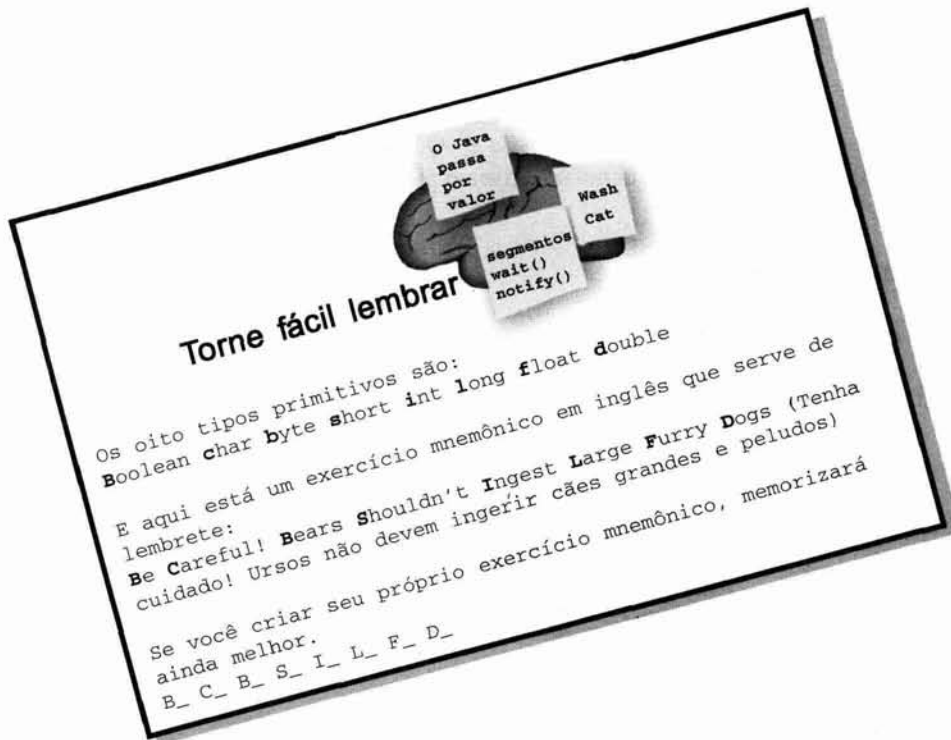 O Java
passa
por
valor
Wash
Cat
segmentos
wait()
notify()
Torne fácil lembrar
Os oito tipos primitivos são:
Boolean char byte short int long float double
E aqui está um exercício mnemônico em inglês que serve de
lembrete:
Be Careful! Bears Shouldn't Ingest Large Furry Dogs (Tenha
cuidado! Ursos não devem ingerir cães grandes e peludos)
Se você criar seu próprio exercício mnemônico, memorizará
ainda melhor.
B_ C_ B_ S_ I_ L_ F_ D_